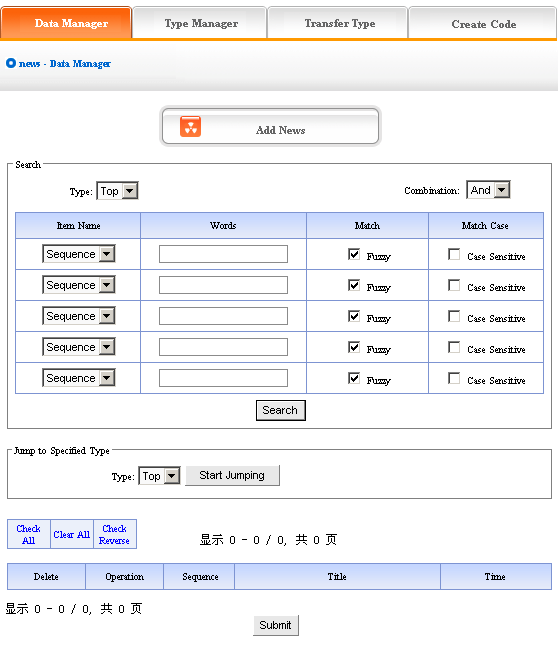 Data Manager Type Manager Transfer Type Create Code
news - Data Manager
Add News
Search
Type: Top Combination: And
Item Name Words Match Match Case
Sequence Fuzzy Case Sensitive
Sequence Fuzzy Case Sensitive
Sequence Fuzzy Case Sensitive
Sequence Fuzzy Case Sensitive
Sequence Fuzzy Case Sensitive
Search
Jump to Specified Type
Type: Top Start Jumping
Check All Clear All Check Reverse
显示 0 - 0 / 0, 共 0 页
Delete Operation Sequence Title Time
显示 0 - 0 / 0, 共 0 页
Submit